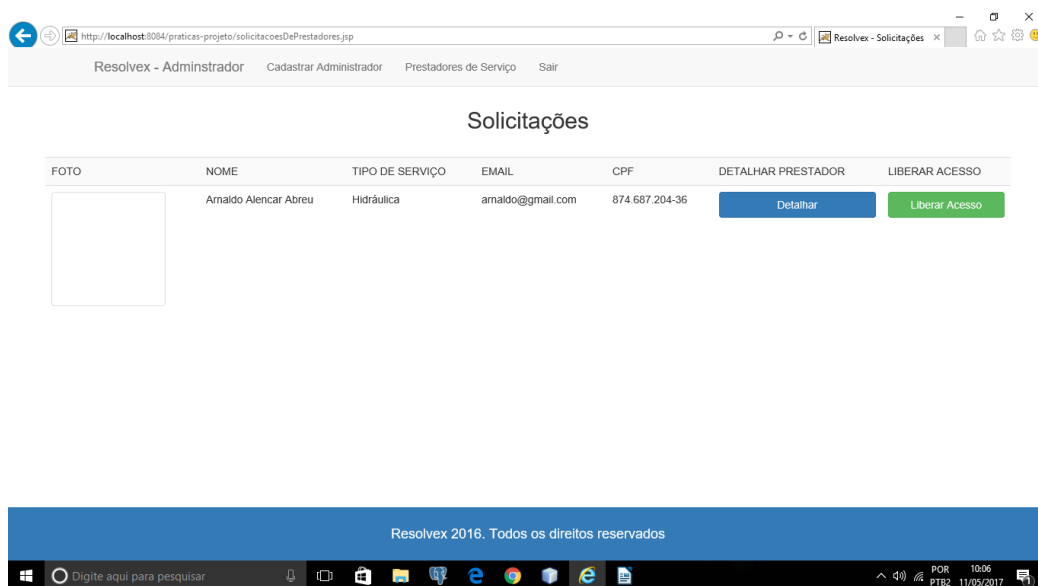 http://localhost:8084/praticas-projeto/solicitacoesDePrestadores.jsp
Resolvex - Solicitações
Resolvex - Adminstrador Cadastrar Administrador Prestadores de Serviço Sair
Solicitações
FOTO NOME TIPO DE SERVIÇO EMAIL CPF DETALHAR PRESTADOR LIBERAR ACESSO
Arnaldo Alencar Abreu Hidráulica arnaldo@gmail.com 874.687.204-36 Detalhar Liberar Acesso
Resolvex 2016. Todos os direitos reservados
Digite aqui para pesquisar
POR 10:06
PTB2 11/05/2017